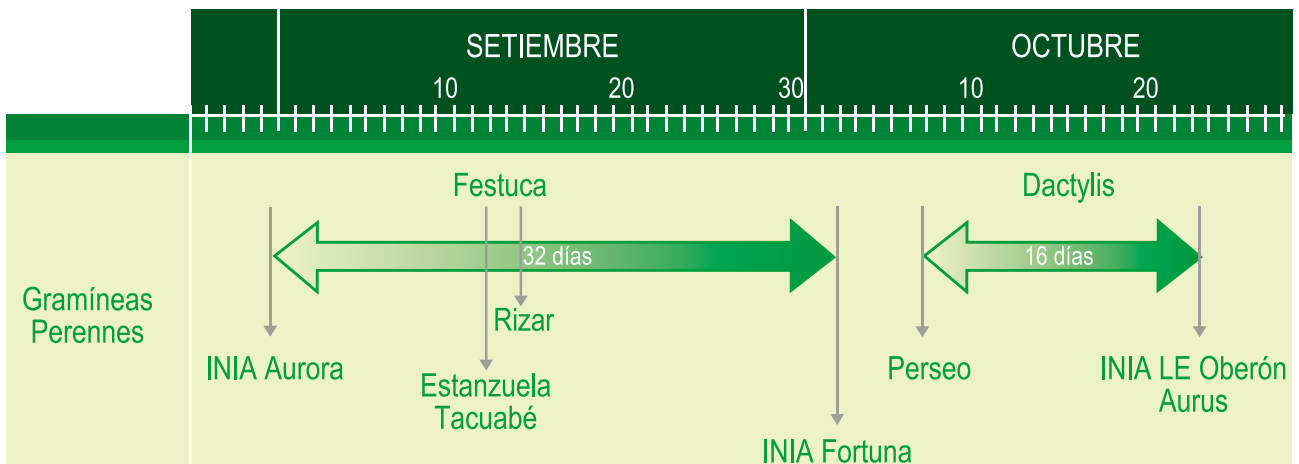 SETIEMBRE
OCTUBRE
10
20
30
10
20
Festuca
Dactylis
32 días
16 días
Gramíneas
Perennes
Rizar
INIA Aurora
Estanzuela
Tacuabé
Perseo
INIA LE Oberón
Aurus
INIA Fortuna